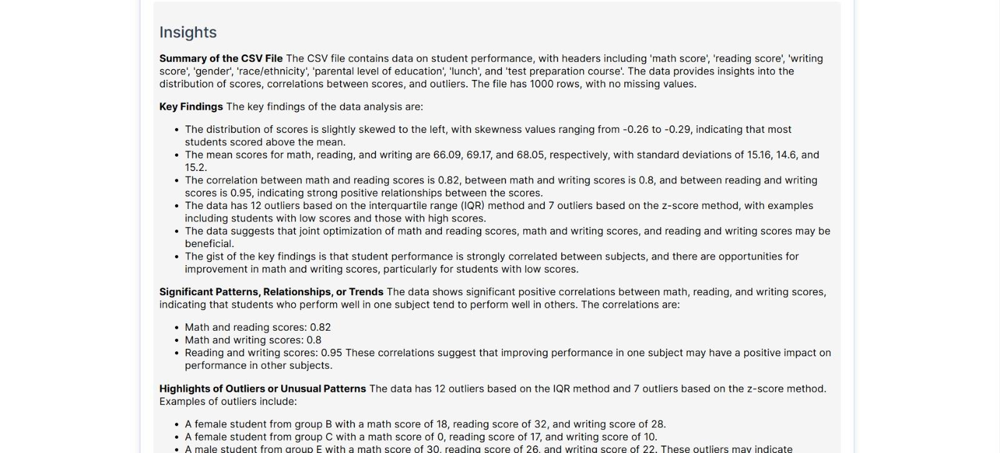 Insights
Summary of the CSV File The CSV file contains data on student performance, with headers including 'math score', 'reading score', 'writing
score', 'gender', 'race/ethnicity', 'parental level of education', 'lunch', and 'test preparation course'. The data provides insights into the
distribution of scores, correlations between scores, and outliers. The file has 1000 rows, with no missing values.
Key Findings The key findings of the data analysis are:
• The distribution of scores is slightly skewed to the left, with skewness values ranging from -0.26 to -0.29, indicating that most
students scored above the mean.
• The mean scores for math, reading, and writing are 66.09, 69.17, and 68.05, respectively, with standard deviations of 15.16, 14.6, and
15.2.
• The correlation between math and reading scores is 0.82, between math and writing scores is 0.8, and between reading and writing
scores is 0.95, indicating strong positive relationships between the scores.
• The data has 12 outliers based on the interquartile range (IQR) method and 7 outliers based on the z-score method, with examples
including students with low scores and those with high scores.
• The data suggests that joint optimization of math and reading scores, math and writing scores, and reading and writing scores may be
beneficial.
• The gist of the key findings is that student performance is strongly correlated between subjects, and there are opportunities for
improvement in math and writing scores, particularly for students with low scores.
Significant Patterns, Relationships, or Trends The data shows significant positive correlations between math, reading, and writing scores,
indicating that students who perform well in one subject tend to perform well in others. The correlations are:
• Math and reading scores: 0.82
• Math and writing scores: 0.8
• Reading and writing scores: 0.95 These correlations suggest that improving performance in one subject may have a positive impact on
performance in other subjects.
Highlights of Outliers or Unusual Patterns The data has 12 outliers based on the IQR method and 7 outliers based on the z-score method.
Examples of outliers include:
• A female student from group B with a math score of 18, reading score of 32, and writing score of 28.
• A female student from group C with a math score of 0, reading score of 17, and writing score of 10.
• A male student from group E with a math score of 30, reading score of 26, and writing score of 22. These outliers may indicate